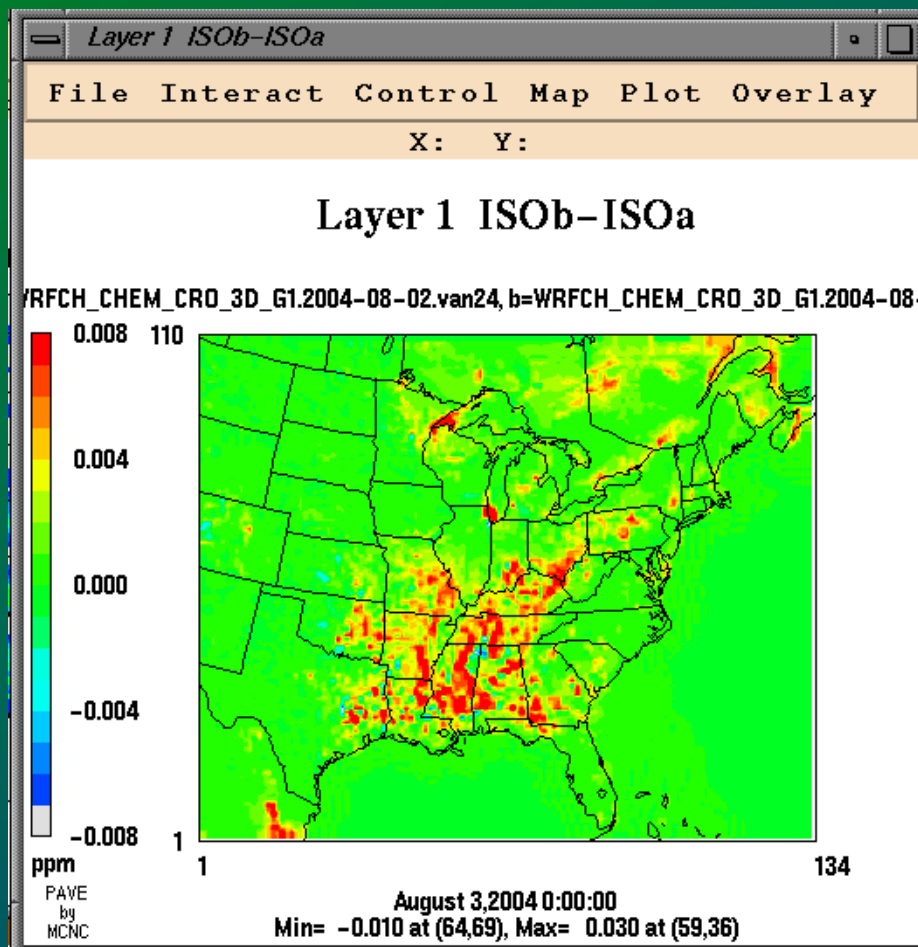 Layer 1 ISOb-ISOa
File Interact Control Map Plot Overlay
X: Y:
Layer 1 ISOb-ISOa
WRFCH_CHEM_CRO_3D_G1.2004-08-02.van24, b=WRFCH_CHEM_CRO_3D_G1.2004-08-
0.008
110
0.004
0.000
-0.004
-0.008
1
ppm
1
134
PAVE
by
MCNC
August 3,2004 0:00:00
Min= -0.010 at (64,69), Max= 0.030 at (59,36)